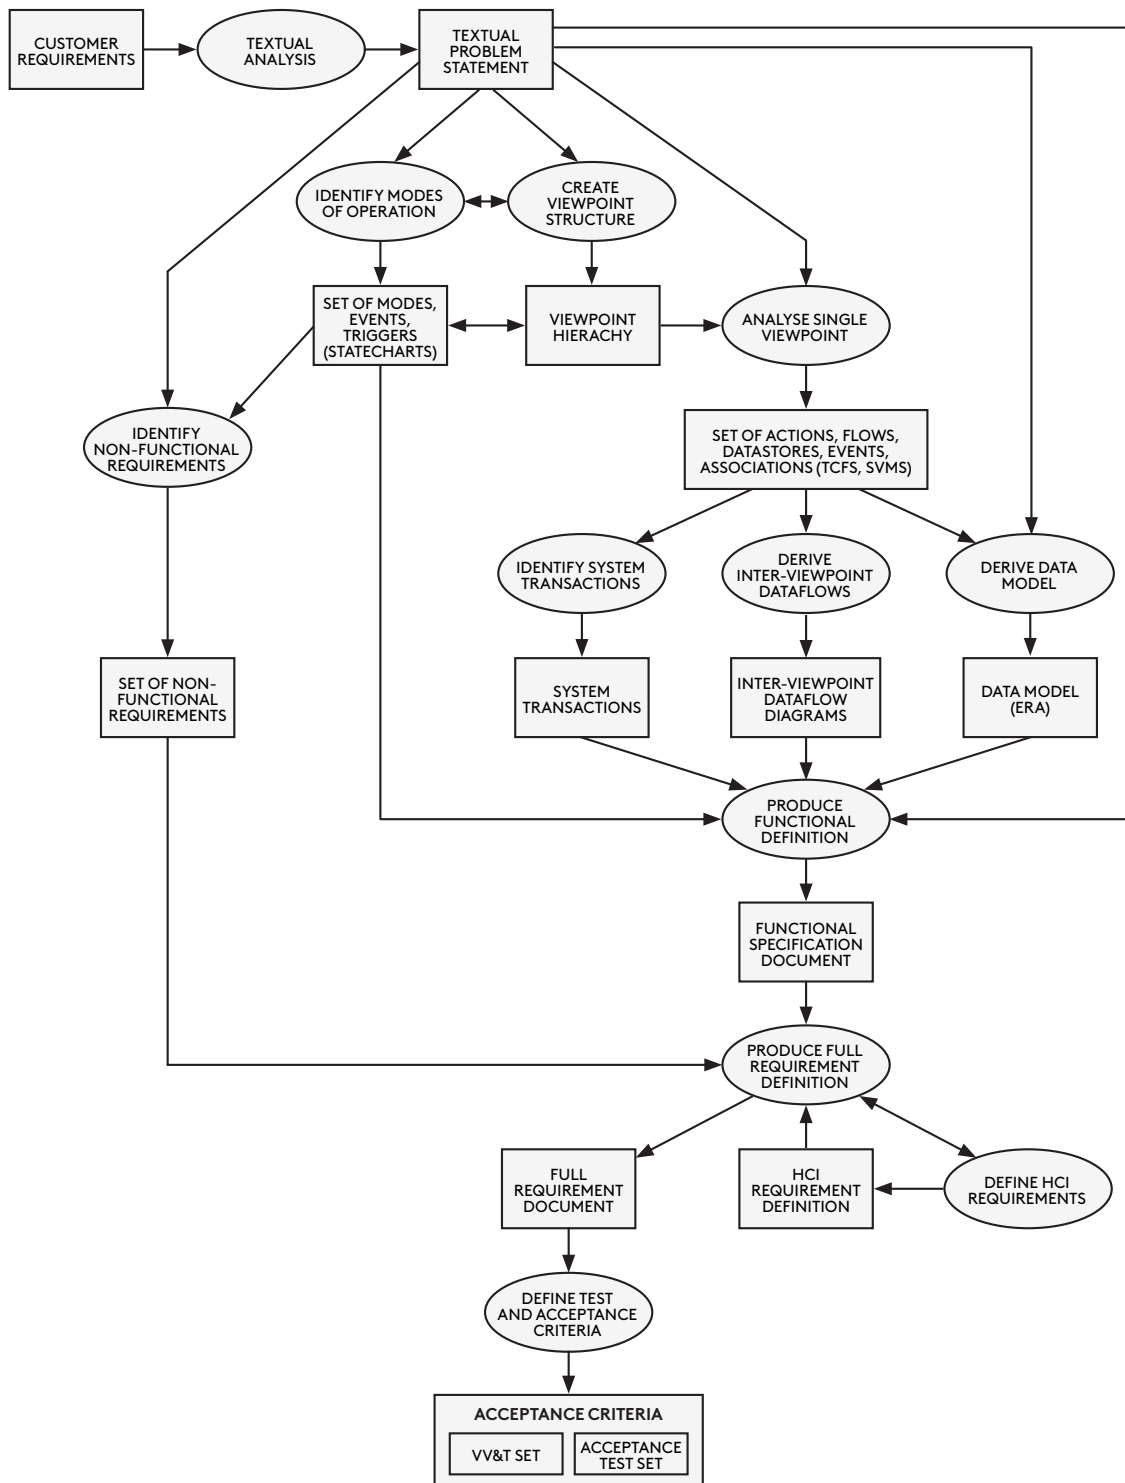 CUSTOMER
REQUIREMENTS
TEXTUAL
ANALYSIS
TEXTUAL
PROBLEM
STATEMENT
IDENTIFY MODES
OF OPERATION
CREATE
VIEWPOINT
STRUCTURE
SET OF MODES,
EVENTS,
TRIGGERS
(STATECHARTS)
VIEWPOINT
HIERACHY
ANALYSE SINGLE
VIEWPOINT
IDENTIFY
NON-FUNCTIONAL
REQUIREMENTS
SET OF ACTIONS, FLOWS,
DATASTORES, EVENTS,
ASSOCIATIONS (TCFS, SVMS)
IDENTIFY SYSTEM
TRANSACTIONS
DERIVE
INTER-VIEWPOINT
DATAFLOWS
DERIVE DATA
MODEL
SET OF NON-
FUNCTIONAL
REQUIREMENTS
SYSTEM
TRANSACTIONS
INTER-VIEWPOINT
DATAFLOW
DIAGRAMS
DATA MODEL
(ERA)
PRODUCE
FUNCTIONAL
DEFINITION
FUNCTIONAL
SPECIFICATION
DOCUMENT
PRODUCE FULL
REQUIREMENT
DEFINITION
FULL
REQUIREMENT
DOCUMENT
HCI
REQUIREMENT
DEFINITION
DEFINE HCI
REQUIREMENTS
DEFINE TEST
AND ACCEPTANCE
CRITERIA
ACCEPTANCE CRITERIA
VV&T SET
ACCEPTANCE
TEST SET